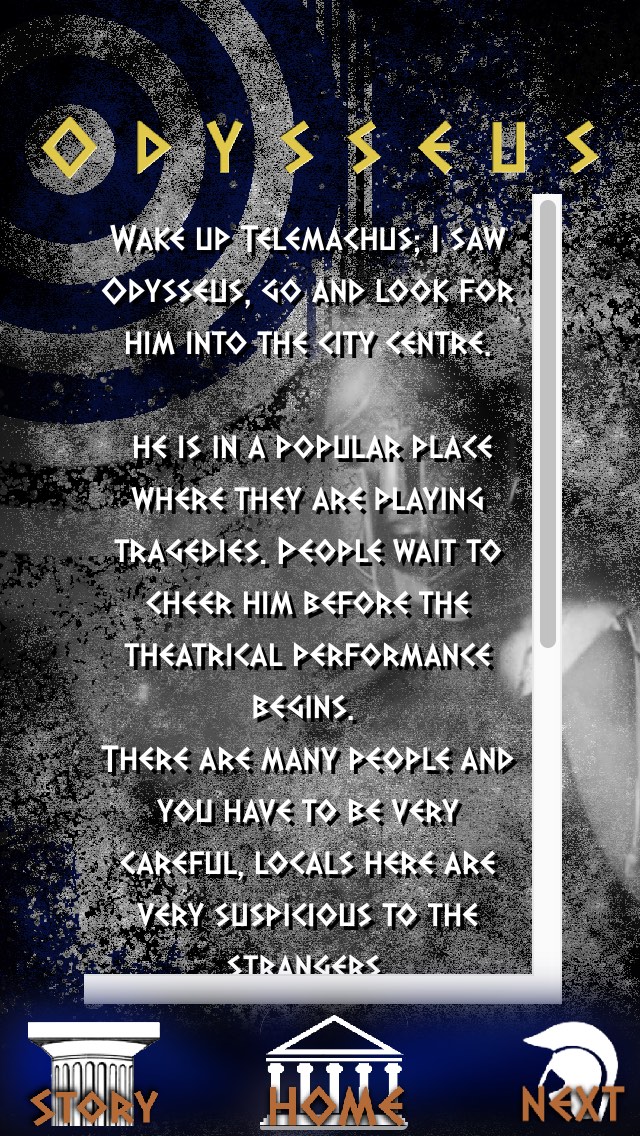 ODYSSEUS
WAKE UP TELEMACHUS; I SAW
ODYSSEUS, GO AND LOOK FOR
HIM INTO THE CITY CENTRE.
HE IS IN A POPULAR PLACE
WHERE THEY ARE PLAYING
TRAGEDIES. PEOPLE WAIT TO
CHEER HIM BEFORE THE
THEATRICAL PERFORMANCE
BEGINS.
THERE ARE MANY PEOPLE AND
YOU HAVE TO BE VERY
CAREFUL, LOCALS HERE ARE
VERY SUSPICIOUS TO THE
STRANGERS
STORY
HOME
NEXT